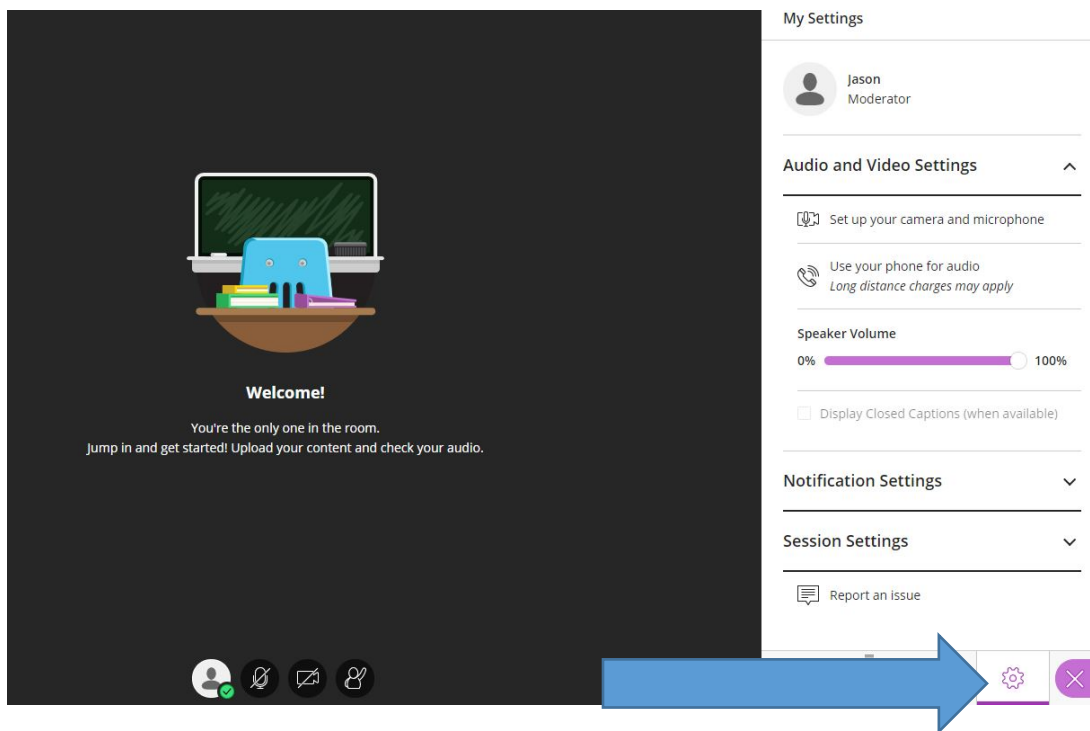 My Settings
Jason
Moderator
Audio and Video Settings
Set up your camera and microphone
Use your phone for audio
Long distance charges may apply
Speaker Volume
0% 100%
Display Closed Captions (when available)
Notification Settings
Session Settings
Report an issue
Welcome!
You're the only one in the room.
Jump in and get started! Upload your content and check your audio.